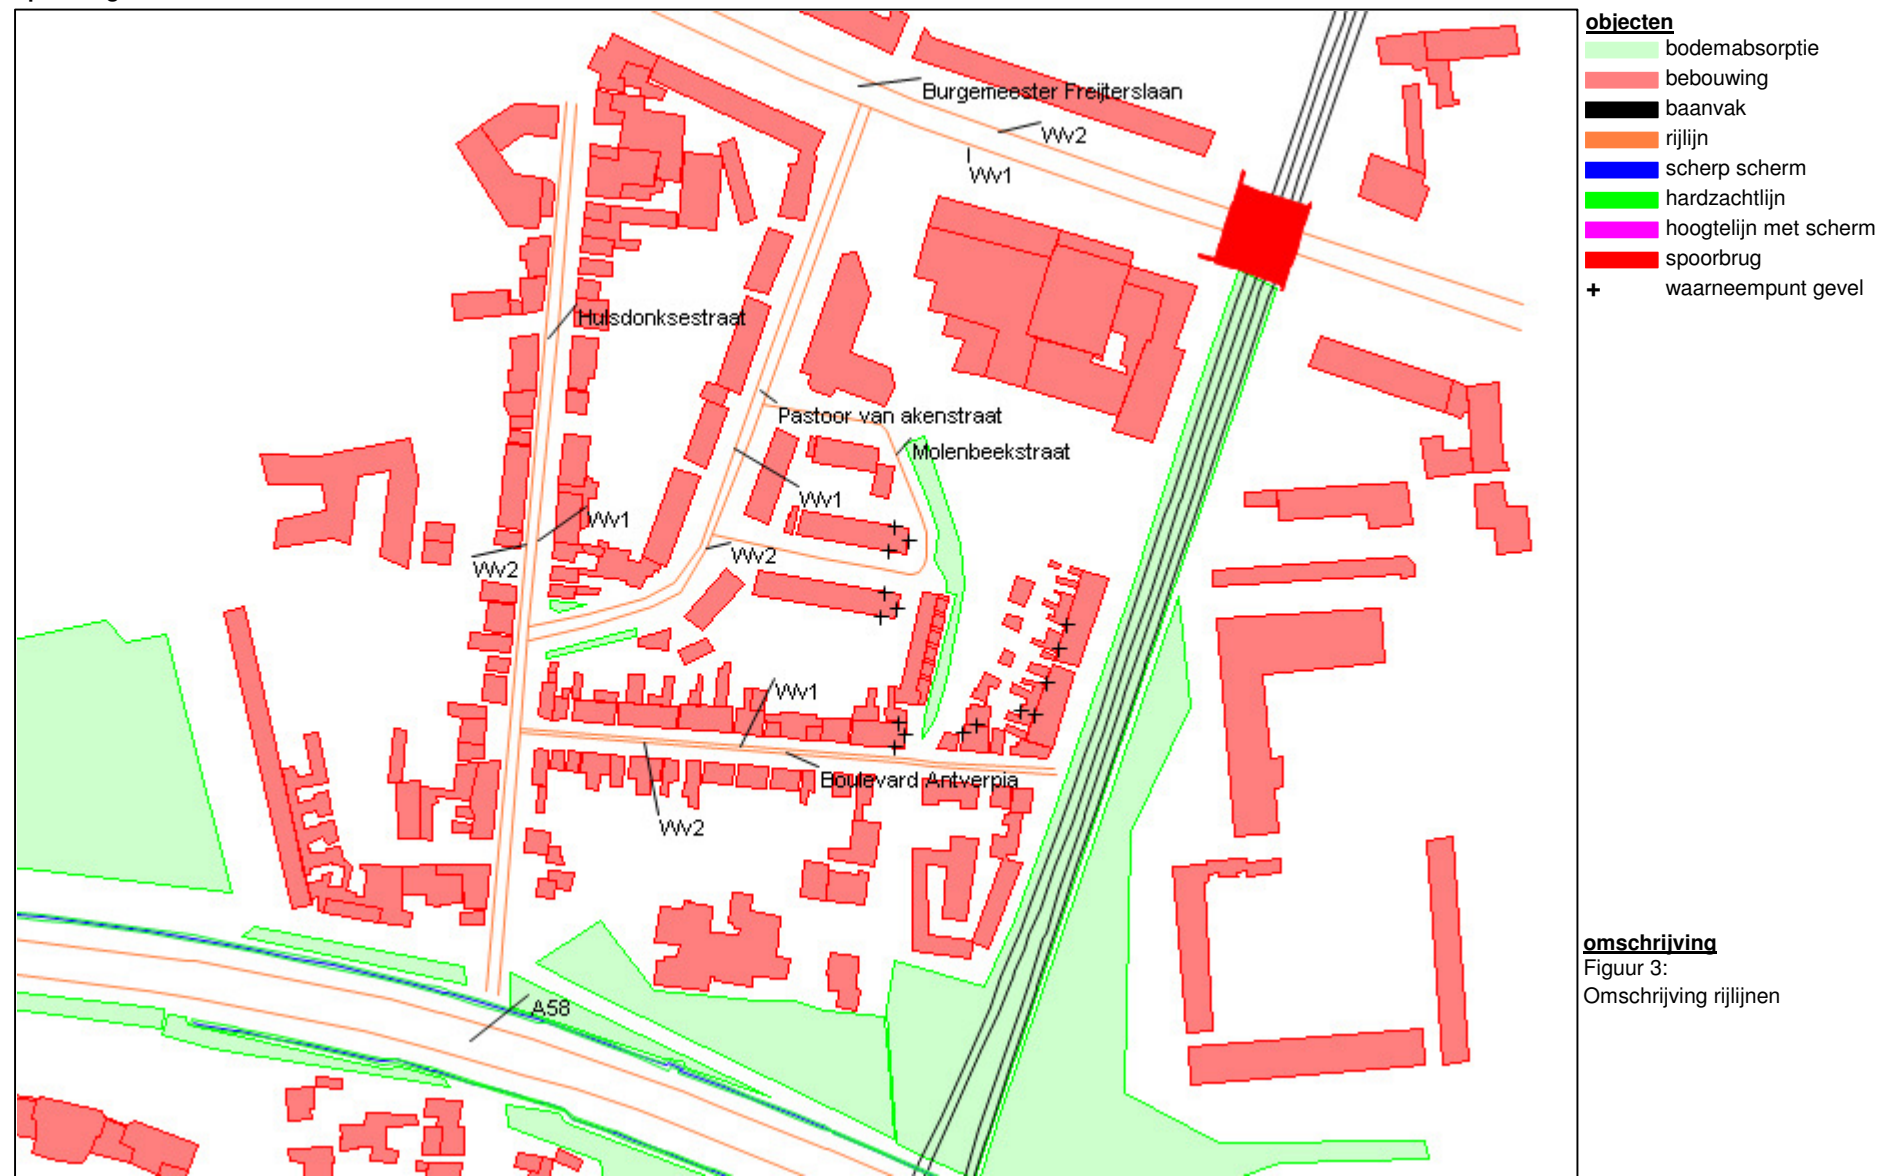 Burgemeester Freijterslaan
Wv2
Wv1
Hulsdonksestraat
Pastoor van akenstraat
Molenbeekstraat
Wv1
Wv1
Wv2
Wv2
Wv1
Boulevard Antverpia
Wv2
A58
objecten
bodemabsorptie
bebouwing
baanvak
rijlijn
scherp scherm
hardzachtlijn
hoogtelijn met scherm
spoorbrug
waarneempunt gevel
omschrijving
Figuur 3:
Omschrijving rijlijnen